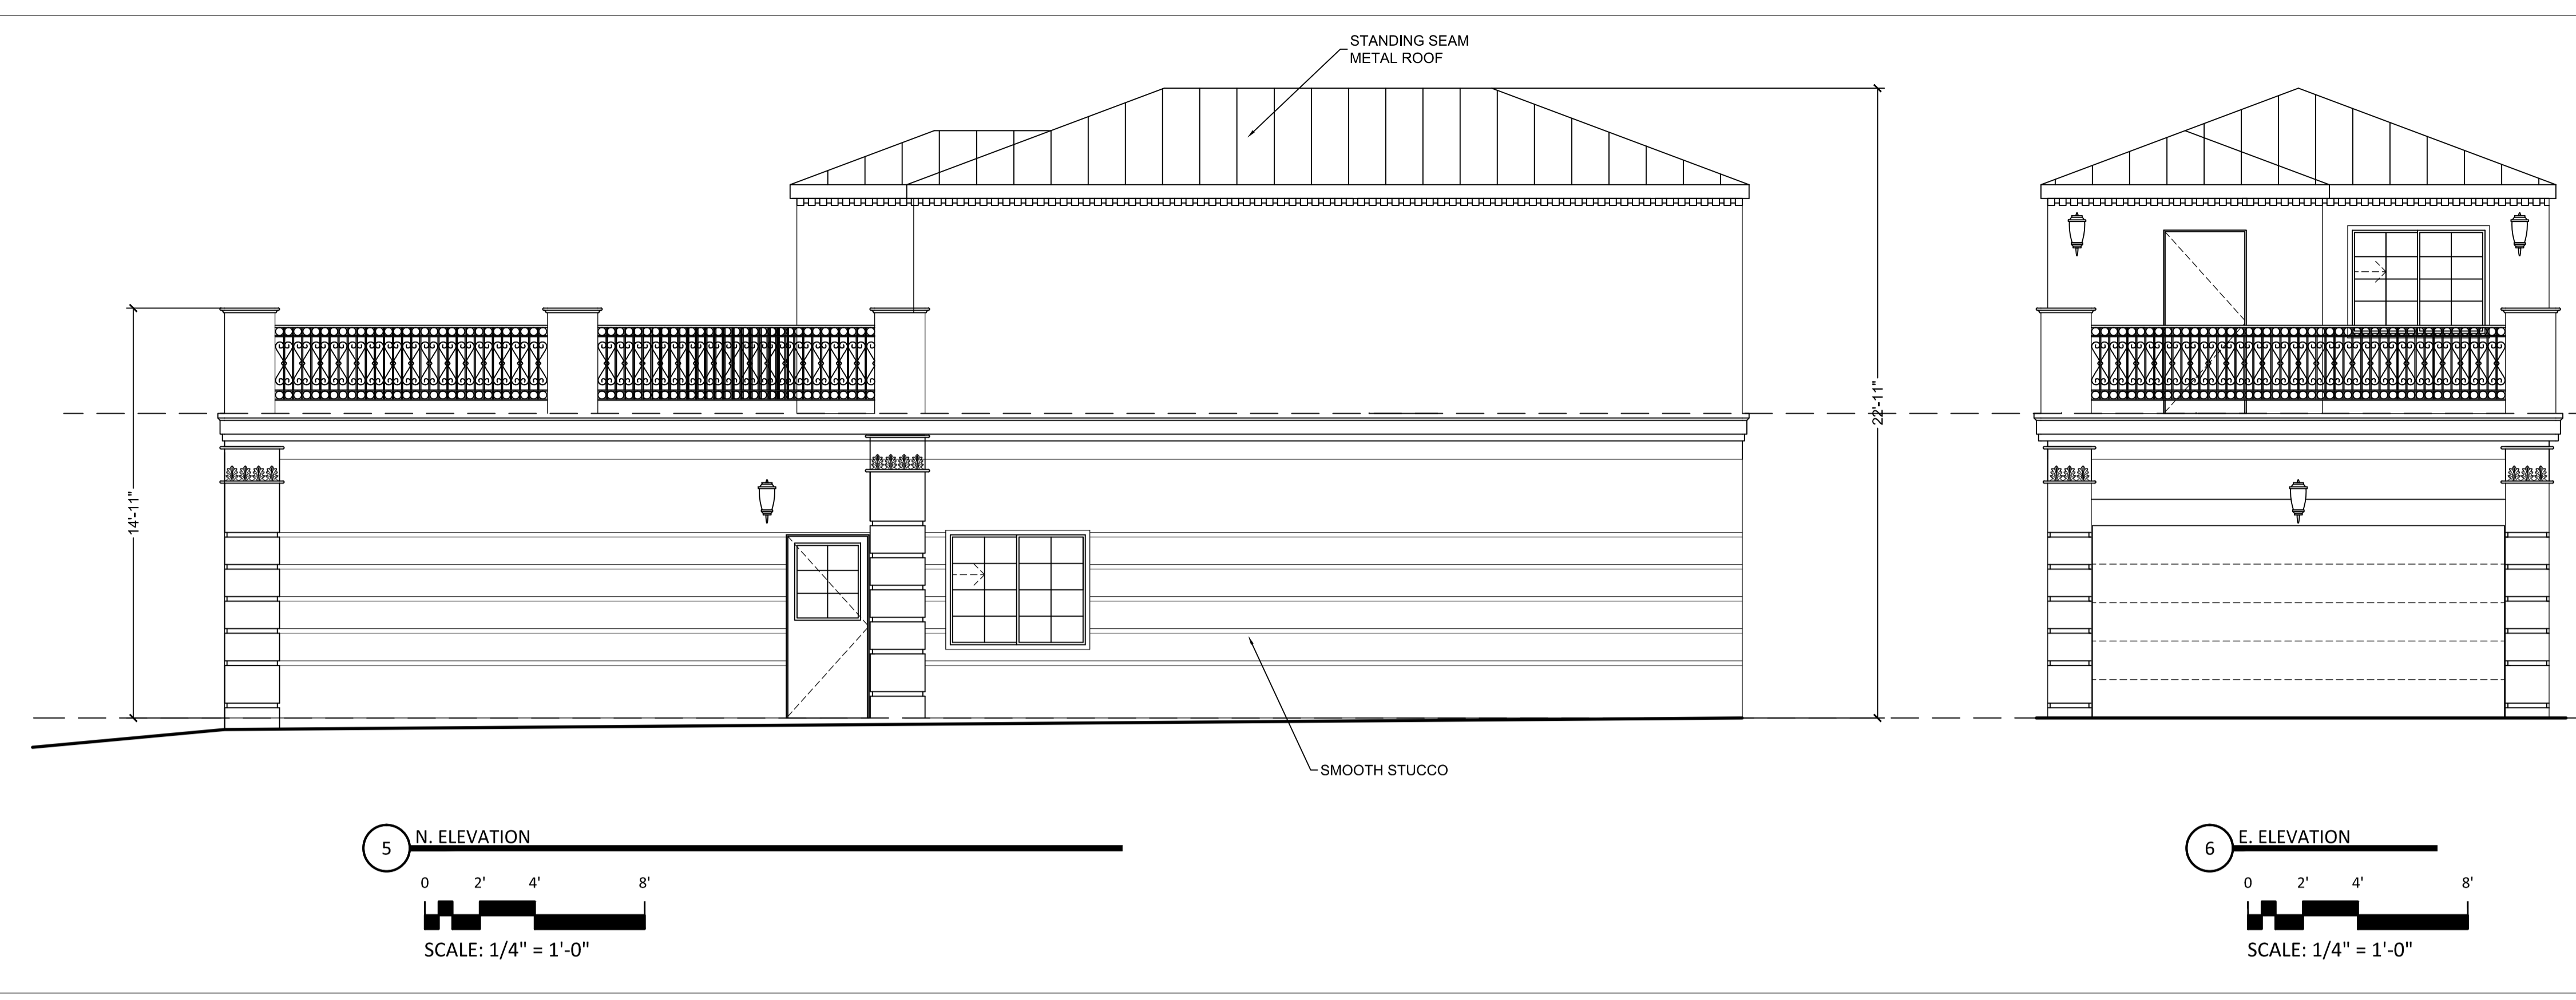 STANDING SEAM
METAL ROOF
14'-11"
22'-11"
SMOOTH STUCCO
5 N. ELEVATION
0 2' 4' 8'
SCALE: 1/4" = 1'-0"
6 E. ELEVATION
0 2' 4' 8'
SCALE: 1/4" = 1'-0"